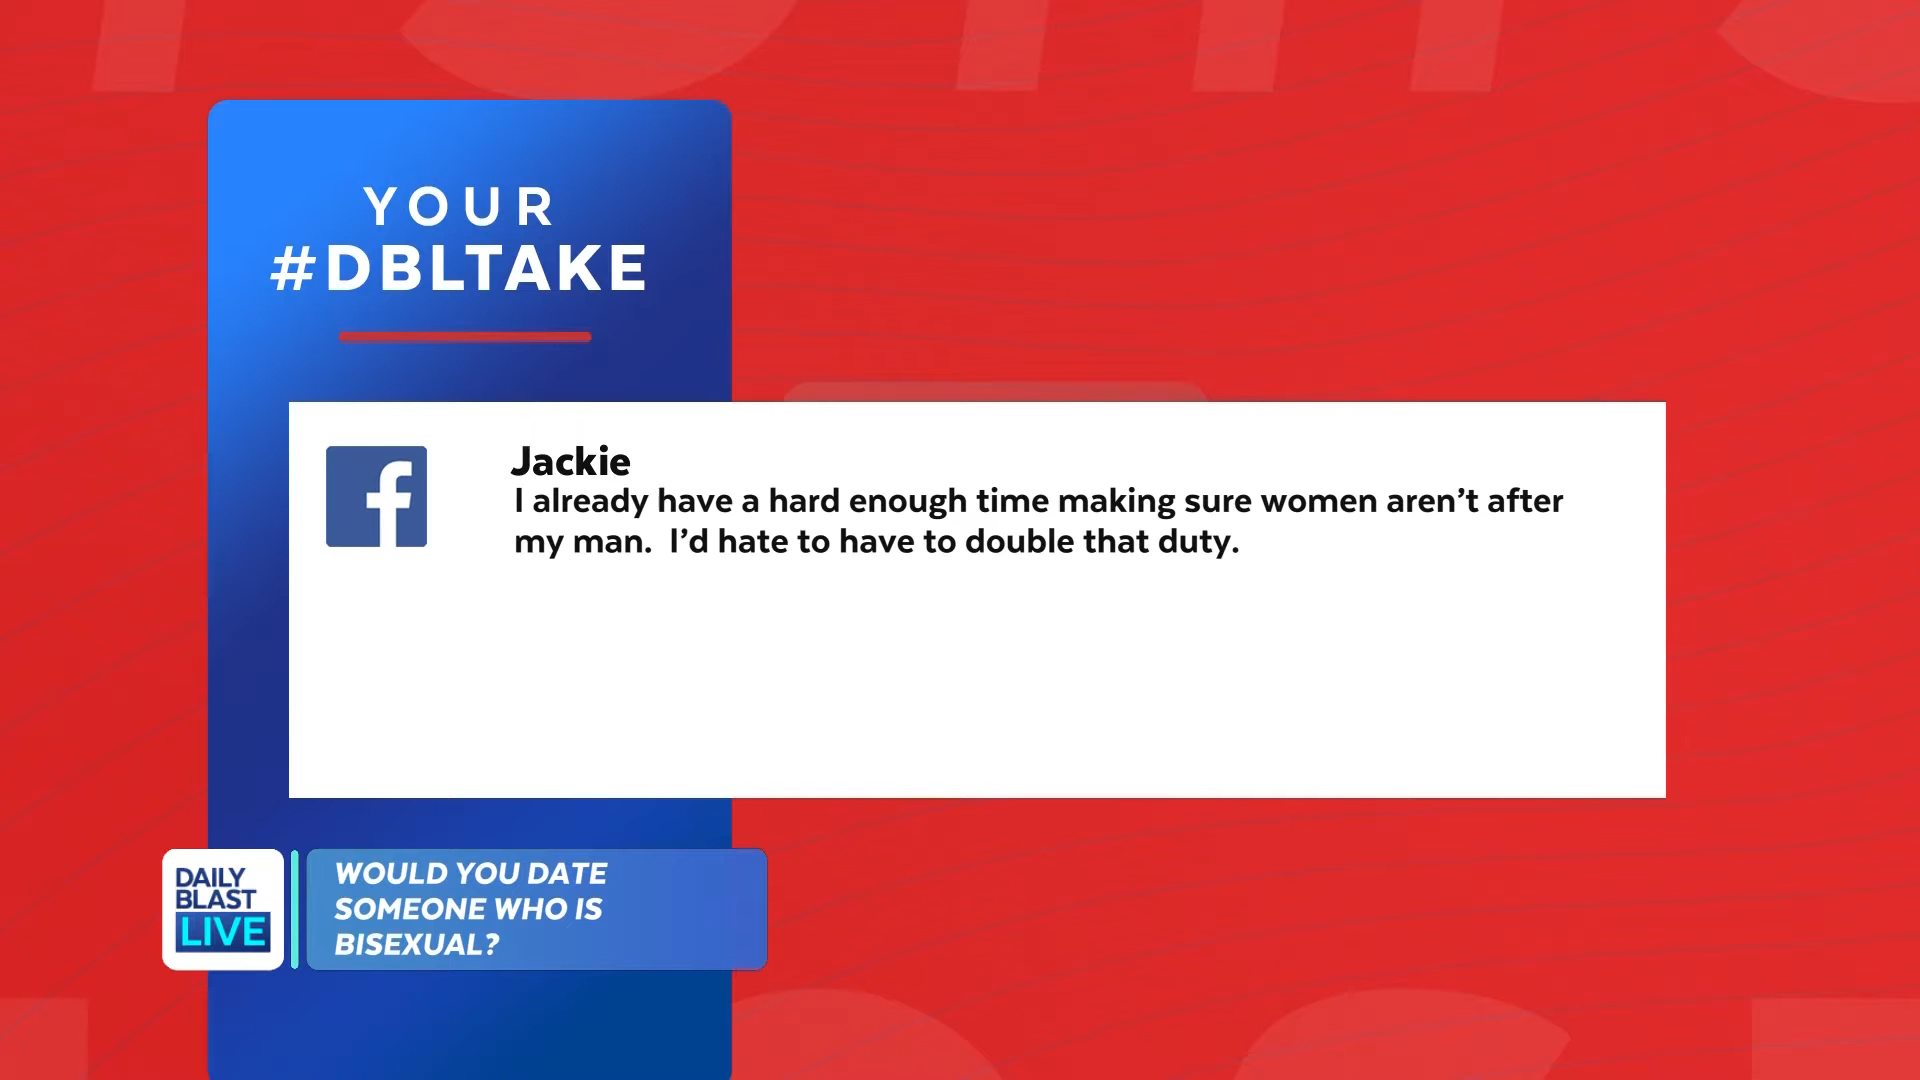 YOUR
#DBLTAKE
Jackie
I already have a hard enough time making sure women aren’t after
my man.  I’d hate to have to double that duty.
DAILY
BLAST
LIVE
WOULD YOU DATE
SOMEONE WHO IS
BISEXUAL?